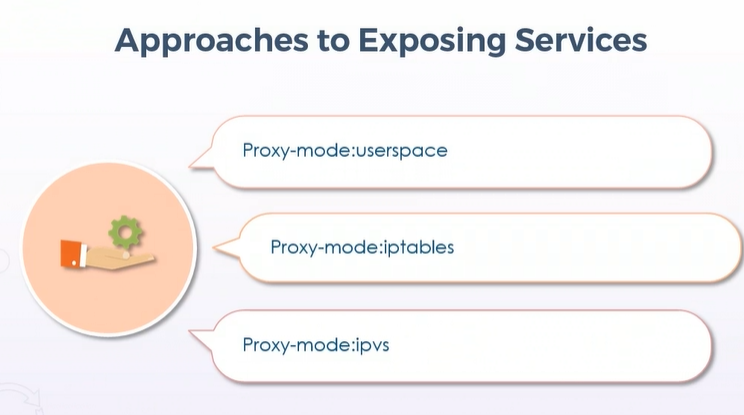 Approaches to Exposing Services
Proxy-mode:userspace
Proxy-mode:iptables
Proxy-mode:ipvs